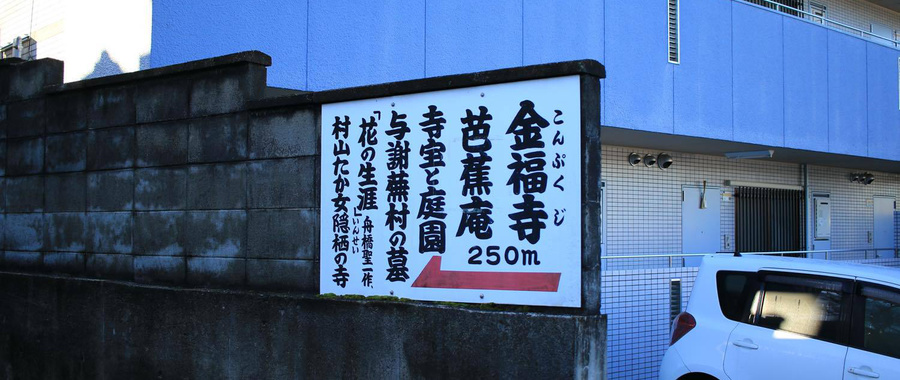 金福寺
こんぷくじ
芭蕉庵
250m
寺宝と庭園
与謝蕪村の墓
「花の生涯」舟橋聖一作
村山たか女隠栖の寺
いんせい